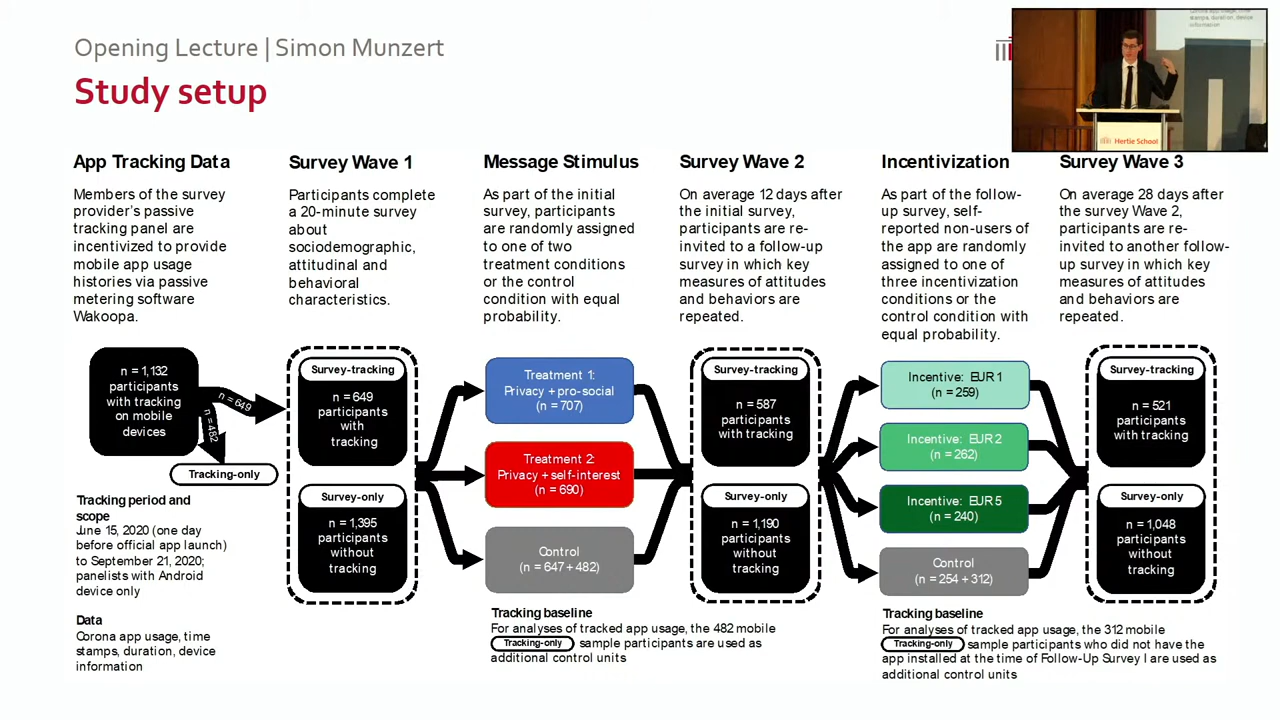 Opening Lecture | Simon Munzert
Study setup
App Tracking Data
Members of the survey
provider's passive
tracking panel are
incentivized to provide
mobile app usage
histories via passive
metering software
Wakoopa.
Survey Wave 1
Participants complete
a 20-minute survey
about
sociodemographic,
attitudinal and
behavioral
characteristics.
Message Stimulus
As part of the initial
survey, participants
are randomly assigned
to one of two
treatment conditions
or the control
condition with equal
probability.
Survey Wave 2
On average 12 days after
the initial survey,
participants are re-
invited to a follow-up
survey in which key
measures of attitudes
and behaviors are
repeated.
Incentivization
As part of the follow-
up survey, self-
reported non-users of
the app are randomly
assigned to one of
three incentivization
conditions or the
control condition with
equal probability.
Survey Wave 3
On average 28 days after
the survey Wave 2,
participants are re-
invited to another follow-
up survey in which key
measures of attitudes
and behaviors are
repeated.
n = 1,132
participants
with tracking
on mobile
devices
n = 649
n = 482
Tracking-only
Tracking period and
scope
June 15, 2020 (one day
before official app launch)
to September 21, 2020;
panelists with Android
device only
Data
Corona app usage, time
stamps, duration, device
information
Survey-tracking
n = 649
participants
with
tracking
Survey-only
n = 1,395
participants
without
tracking
Treatment 1:
Privacy + pro-social
(n = 707)
Treatment 2:
Privacy + self-interest
(n = 690)
Control
(n = 647 + 482)
Tracking baseline
For analyses of tracked app usage, the 482 mobile
Tracking-only sample participants are used as
additional control units
Survey-tracking
n = 587
participants
with tracking
Survey-only
n = 1,190
participants
without
tracking
Incentive: EUR 1
(n = 259)
Incentive: EUR 2
(n = 262)
Incentive: EUR 5
(n = 240)
Control
(n = 254 + 312)
Tracking baseline
For analyses of tracked app usage, the 312 mobile
Tracking-only sample participants who did not have the
app installed at the time of Follow-Up Survey I are used as
additional control units
Survey-tracking
n = 521
participants
with tracking
Survey-only
n = 1,048
participants
without
tracking
stamps, duration, device
information
Hertie School